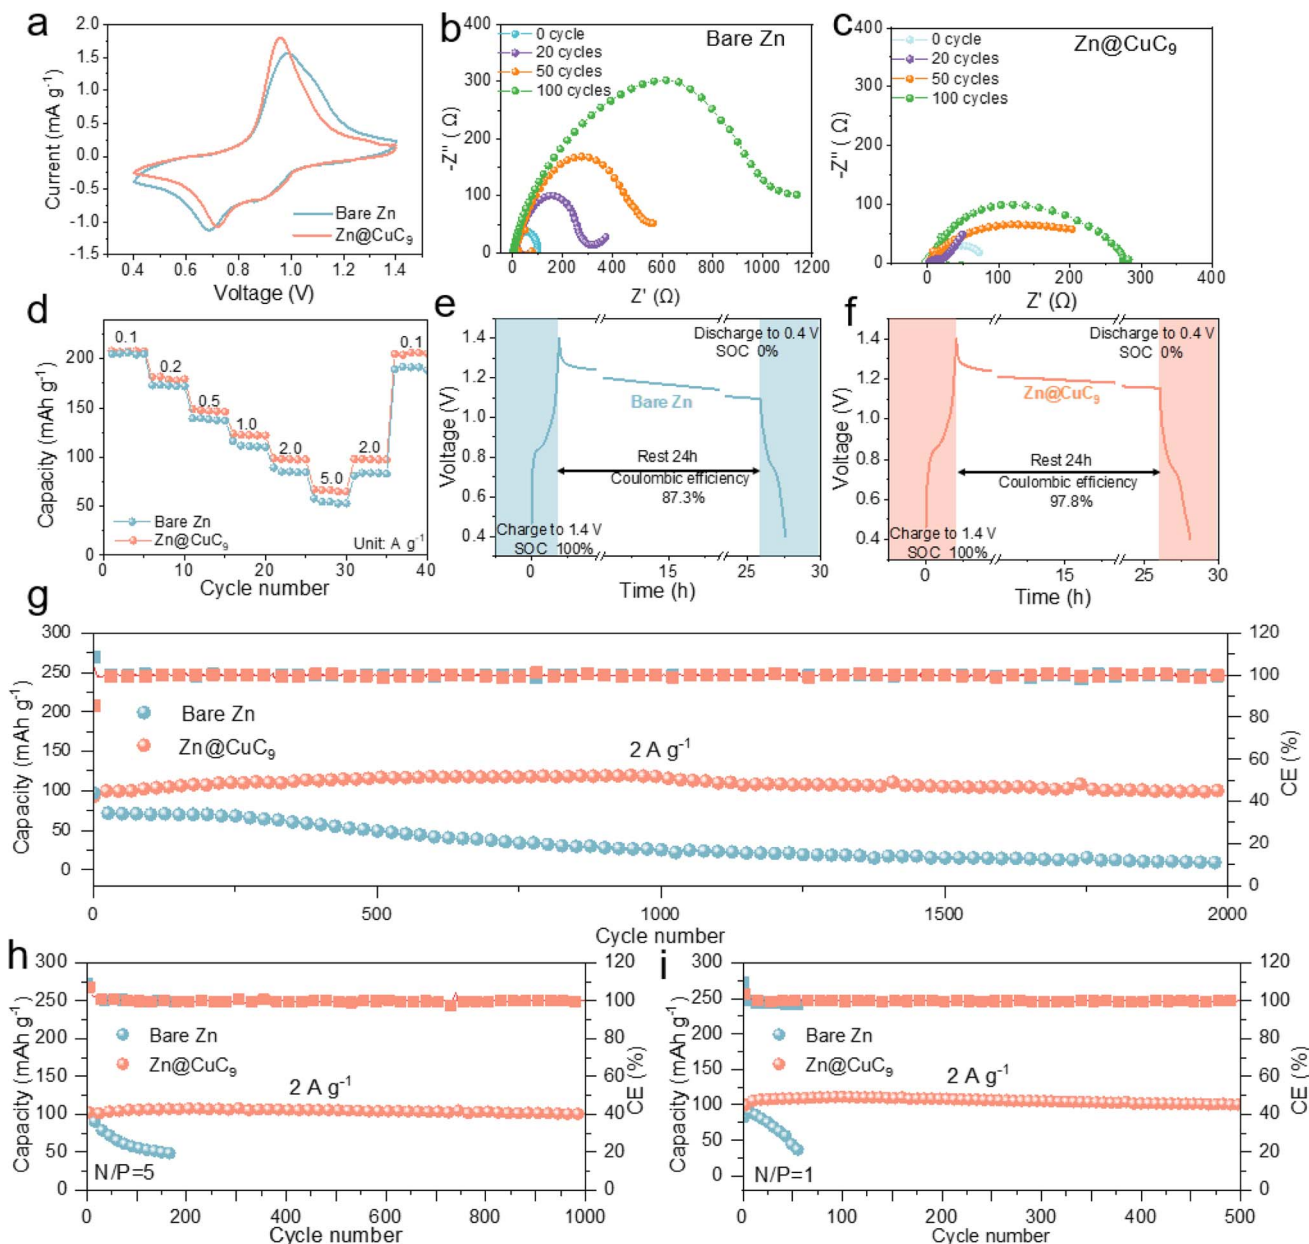 a
2.0
1.5
1.0
0.5
0.0
-0.5
-1.0
-1.5
Current (mA g⁻¹)
Bare Zn
Zn@CuC₉
0.4 0.6 0.8 1.0 1.2 1.4
Voltage (V)
b
400
300
200
100
0
-Z" ( Ω)
0 cycle
20 cycles
50 cycles
100 cycles
Bare Zn
0 200 400 600 800 1000 1200
Z' (Ω)
c
400
300
200
100
0
-Z" ( Ω)
0 cycle
20 cycles
50 cycles
100 cycles
Zn@CuC₉
0 100 200 300 400
Z' (Ω)
d
200
150
100
50
0
Capacity (mAh g⁻¹)
0.1
0.2
0.5
1.0
2.0
5.0
2.0
0.1
Bare Zn
Zn@CuC₉
Unit: A g⁻¹
0 10 20 30 40
Cycle number
e
1.4
1.2
1.0
0.8
0.6
0.4
Voltage (V)
Discharge to 0.4 V
SOC 0%
Bare Zn
Rest 24h
Coulombic efficiency
87.3%
Charge to 1.4 V
SOC 100%
0 15 25 30
Time (h)
f
1.4
1.2
1.0
0.8
0.6
0.4
Voltage (V)
Discharge to 0.4 V
SOC 0%
Zn@CuC₉
Rest 24h
Coulombic efficiency
97.8%
Charge to 1.4 V
SOC 100%
0 15 25 30
Time (h)
g
300
250
200
150
100
50
0
Capacity (mAh g⁻¹)
Bare Zn
Zn@CuC₉
2 A g⁻¹
120
100
80
60
40
20
0
CE (%)
0 500 1000 1500 2000
Cycle number
h
300
250
200
150
100
50
0
Capacity (mAh g⁻¹)
Bare Zn
Zn@CuC₉
2 A g⁻¹
N/P=5
120
100
80
60
40
20
0
CE (%)
0 200 400 600 800 1000
Cycle number
i
300
250
200
150
100
50
0
Capacity (mAh g⁻¹)
Bare Zn
Zn@CuC₉
2 A g⁻¹
N/P=1
120
100
80
60
40
20
0
CE (%)
0 100 200 300 400 500
Cycle number